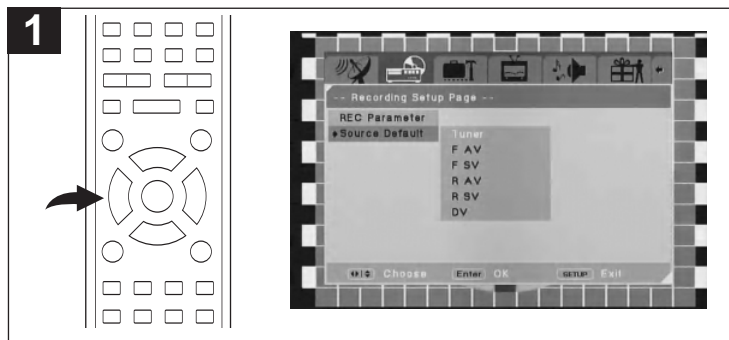 1
-- Recording Setup Page --
REC Parameter
Source Default
Tuner
F AV
F SV
R AV
R SV
DV
Choose
Enter OK
SETUP Exit